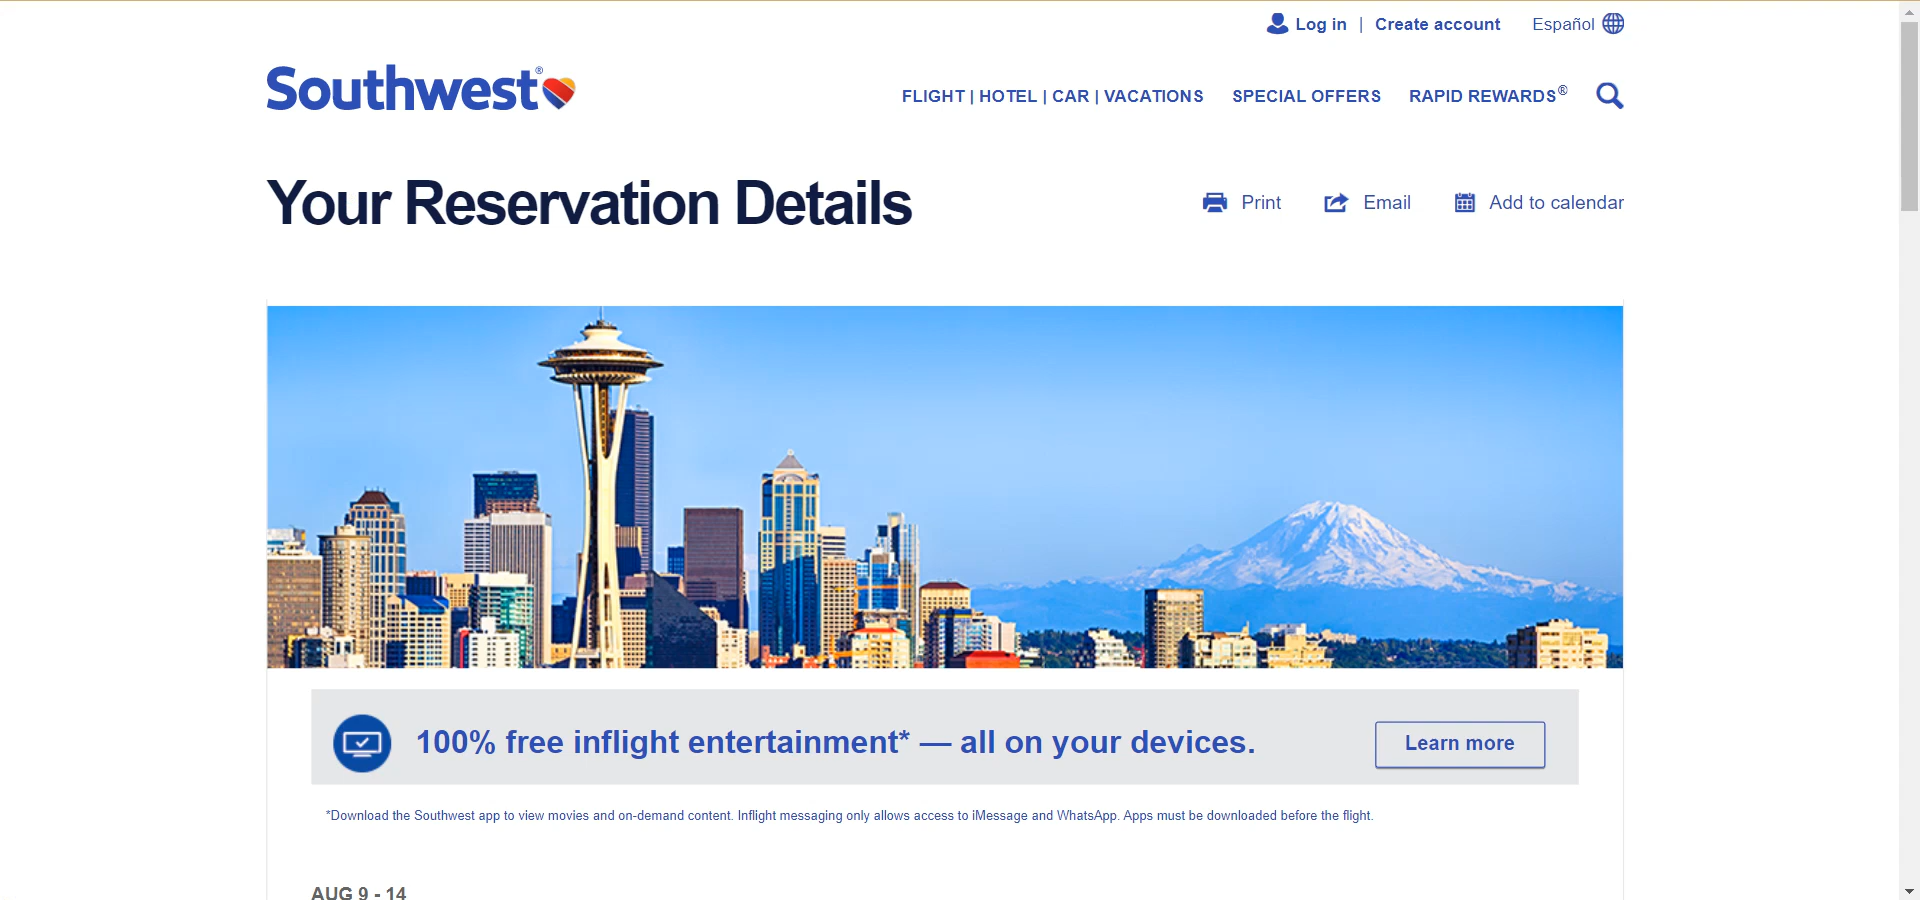 Log in | Create account Español
Southwest®
FLIGHT | HOTEL | CAR | VACATIONS SPECIAL OFFERS RAPID REWARDS®
Your Reservation Details
Print Email Add to calendar
100% free inflight entertainment* — all on your devices.
Learn more
*Download the Southwest app to view movies and on-demand content. Inflight messaging only allows access to iMessage and WhatsApp. Apps must be downloaded before the flight.
AUG 9 - 14